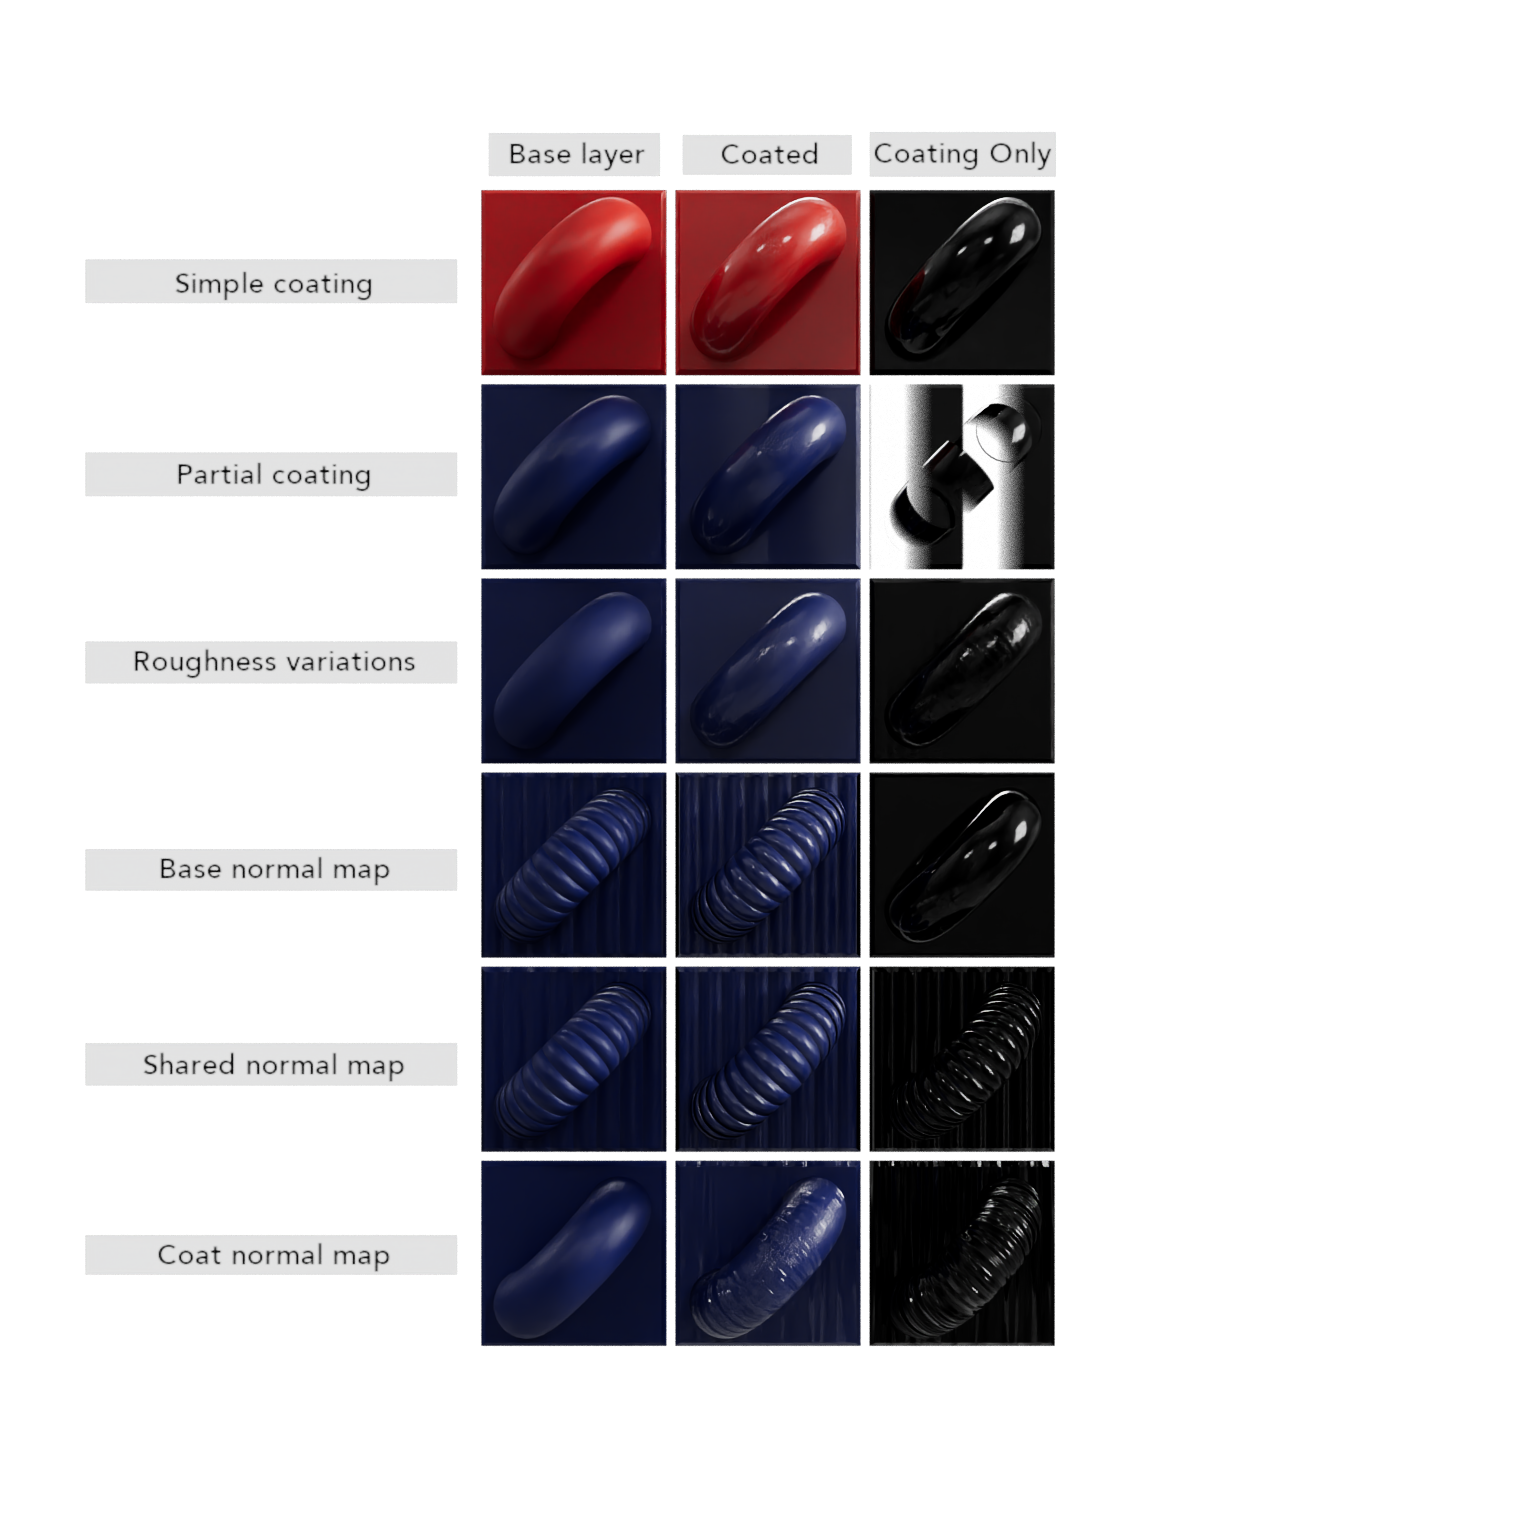 Base layer
Coated
Coating Only
Simple coating
Partial coating
Roughness variations
Base normal map
Shared normal map
Coat normal map